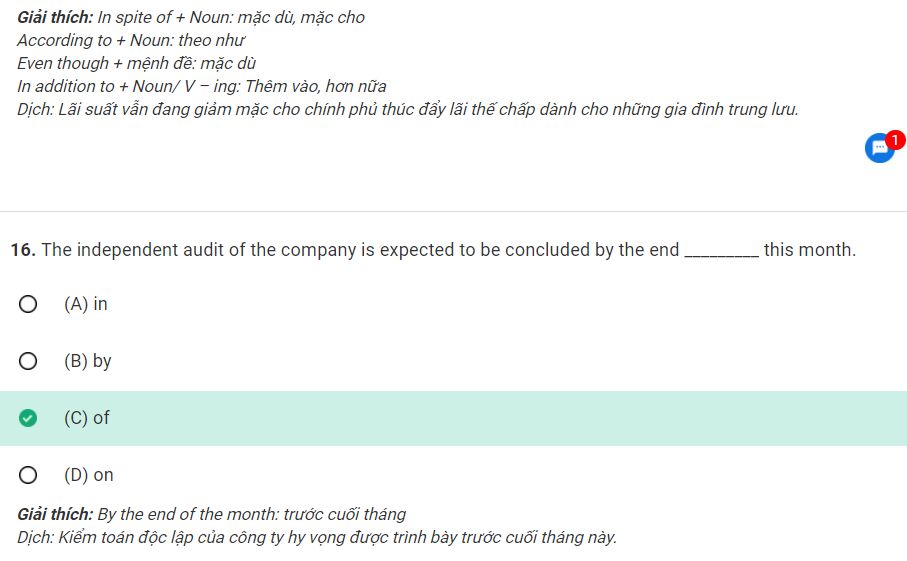 Giải thích: In spite of + Noun: mặc dù, mặc cho
According to + Noun: theo như
Even though + mệnh đề: mặc dù
In addition to + Noun/ V – ing: Thêm vào, hơn nữa
Dịch: Lãi suất vẫn đang giảm mặc cho chính phủ thúc đẩy lãi thế chấp dành cho những gia đình trung lưu.
1
16. The independent audit of the company is expected to be concluded by the end _________ this month.
(A) in
(B) by
(C) of
(D) on
Giải thích: By the end of the month: trước cuối tháng
Dịch: Kiểm toán độc lập của công ty hy vọng được trình bày trước cuối tháng này.